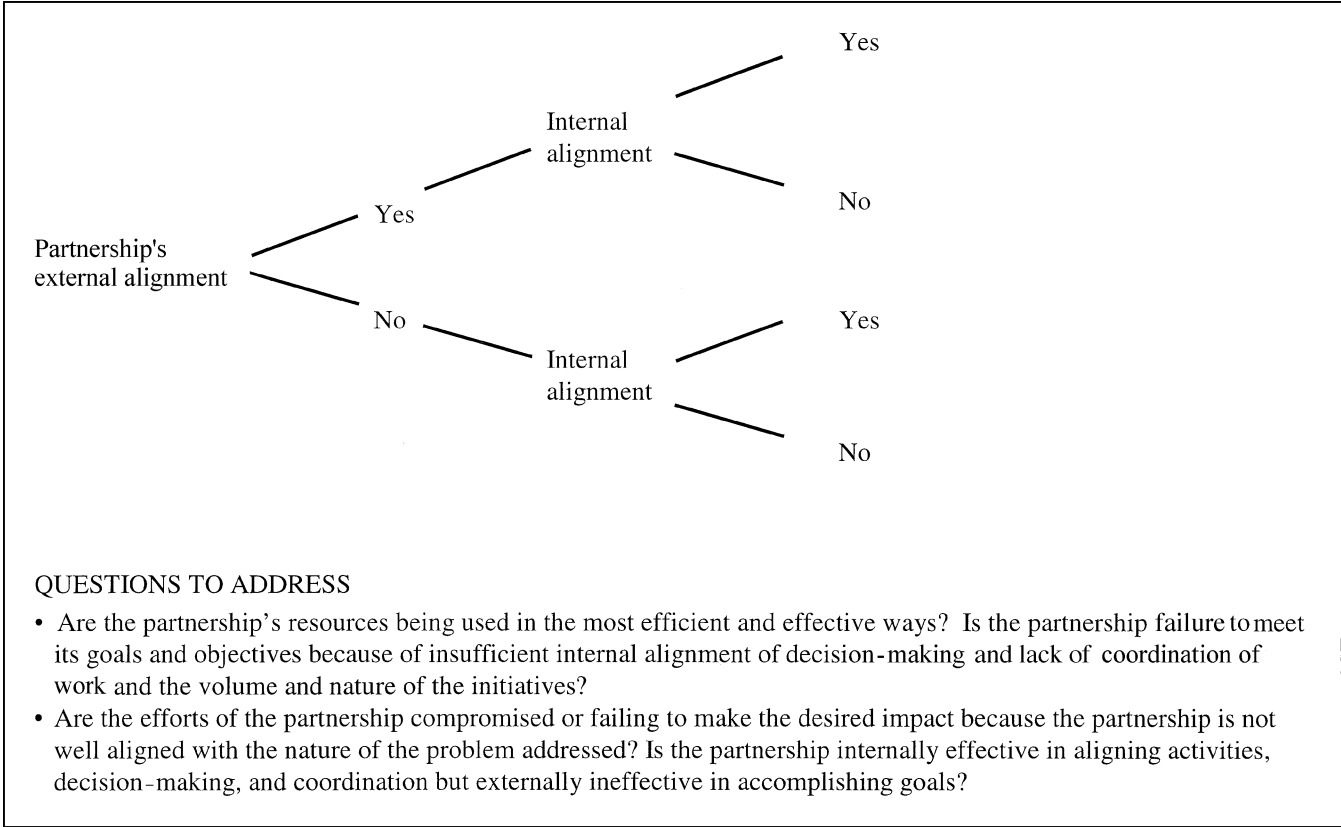 Yes
Internal
alignment
No
Yes
Partnership's
external alignment
No
Yes
Internal
alignment
No
QUESTIONS TO ADDRESS
• Are the partnership’s resources being used in the most efficient and effective ways? Is the partnership failure to meet
its goals and objectives because of insufficient internal alignment of decision-making and lack of coordination of
work and the volume and nature of the initiatives?
• Are the efforts of the partnership compromised or failing to make the desired impact because the partnership is not
well aligned with the nature of the problem addressed? Is the partnership internally effective in aligning activities,
decision-making, and coordination but externally ineffective in accomplishing goals?